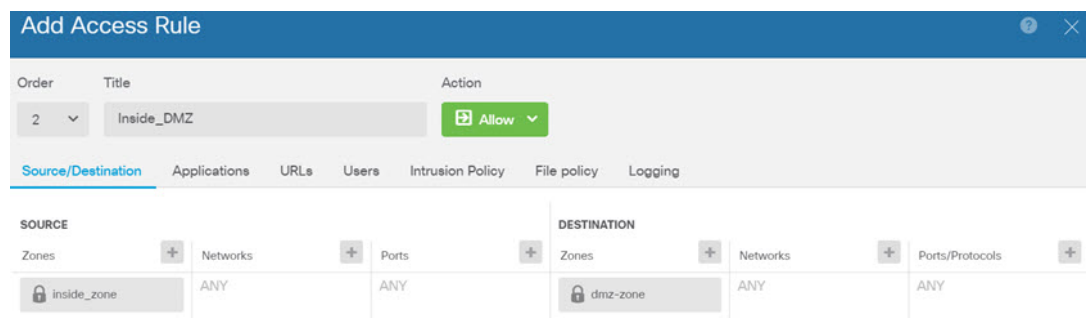 Add Access Rule
Order Title Action
2 Inside_DMZ Allow
Source/Destination Applications URLs Users Intrusion Policy File policy Logging
SOURCE DESTINATION
Zones Networks Ports Zones Networks Ports/Protocols
inside_zone ANY ANY dmz-zone ANY ANY